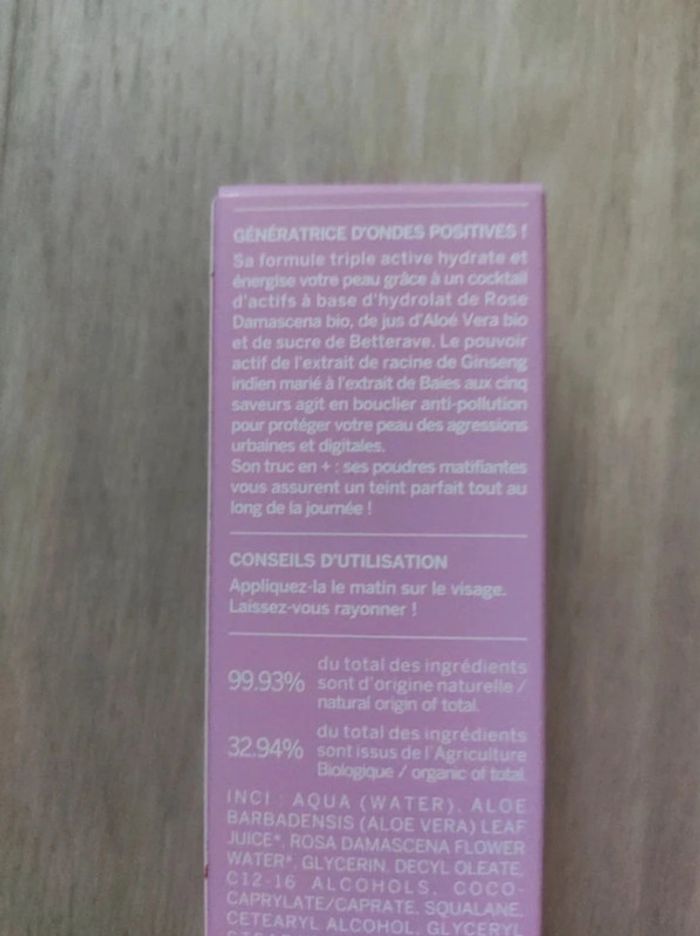 GÉNÉRATRICE D'ONDES POSITIVES !
Sa formule triple active hydrate et
énergise votre peau grâce à un cocktail
d'actifs à base d'hydrolat de Rose
Damascena bio, de jus d'Aloé Vera bio
et de sucre de Betterave. Le pouvoir
actif de l'extrait de racine de Ginseng
indien marié à l'extrait de Baies aux cinq
saveurs agit en bouclier anti-pollution
pour protéger votre peau des agressions
urbaines et digitales.
Son truc en + : ses poudres matifiantes
vous assurent un teint parfait tout au
long de la journée !
CONSEILS D'UTILISATION
Appliquez-la le matin sur le visage.
Laissez-vous rayonner !
99.93% du total des ingrédients
sont d'origine naturelle /
natural origin of total.
32.94% du total des ingrédients
sont issus de l'Agriculture
Biologique / organic of total.
INCI : AQUA (WATER), ALOE
BARBADENSIS (ALOE VERA) LEAF
JUICE*, ROSA DAMASCENA FLOWER
WATER*, GLYCERIN, DECYL OLEATE,
C12-16 ALCOHOLS, COCO-
CAPRYLATE/CAPRATE, SQUALANE,
CETEARYL ALCOHOL, GLYCERYL